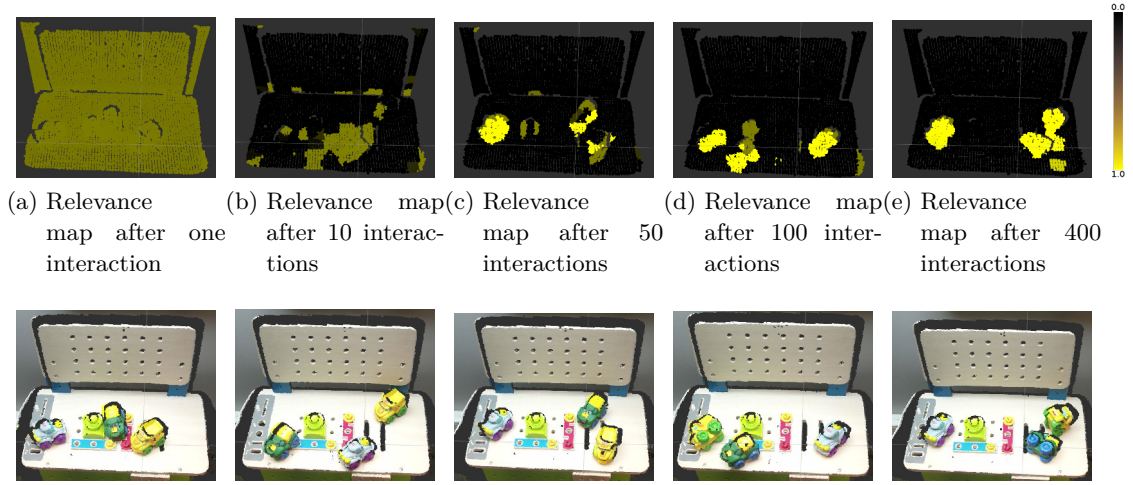 0.0
1.0
(a) Relevance map after one interaction
(b) Relevance map after 10 interac-
tions
(c) Relevance map after 50 interactions
(d) Relevance map after 100 inter-
actions
(e) Relevance map after 400 interactions